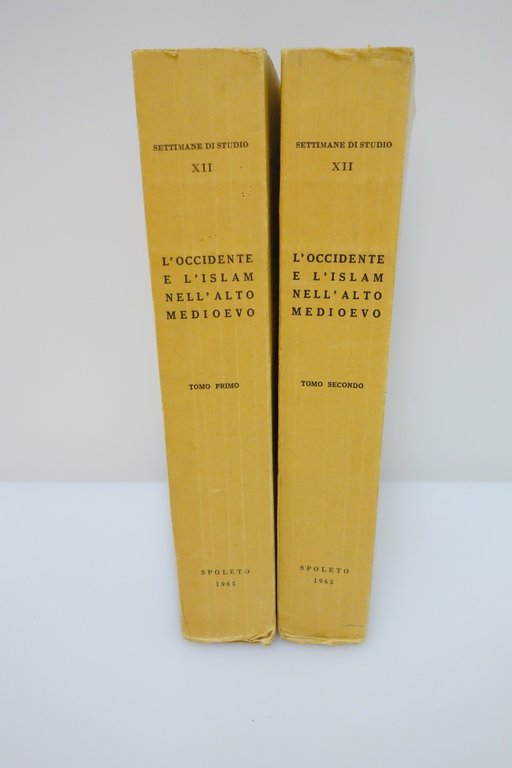 SETTIMANE DI STUDIO
XII
L'OCCIDENTE
E L'ISLAM
NELL'ALTO
MEDIOEVO
TOMO PRIMO
SPOLETO
1965
SETTIMANE DI STUDIO
XII
L'OCCIDENTE
E L'ISLAM
NELL'ALTO
MEDIOEVO
TOMO SECONDO
SPOLETO
1965